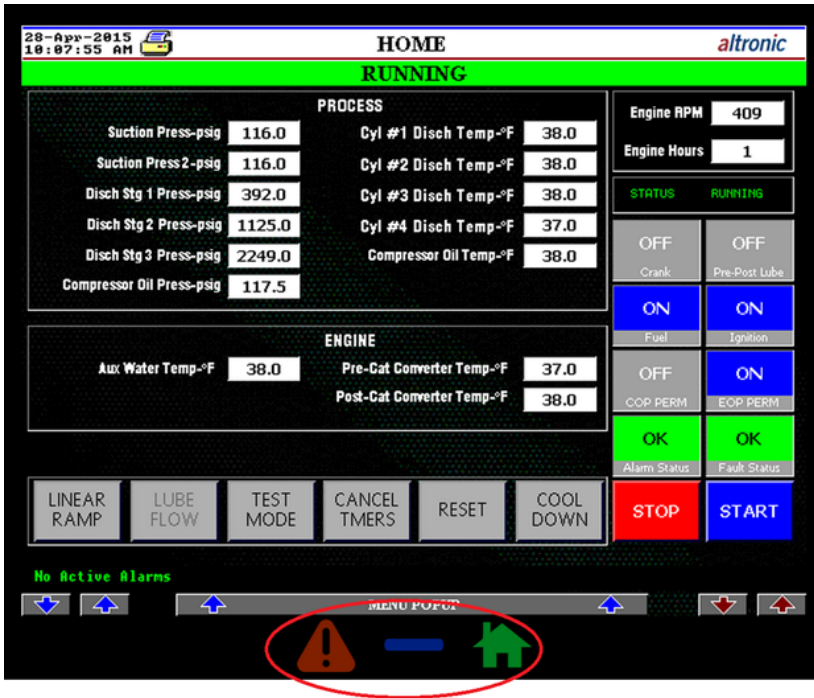 28-Apr-2015
10:07:55 AM
HOME
altronic
RUNNING
PROCESS
Suction Press-psig 116.0
Suction Press 2-psig 116.0
Disch Stg 1 Press-psig 392.0
Disch Stg 2 Press-psig 1125.0
Disch Stg 3 Press-psig 2249.0
Compressor Oil Press-psig 117.5
Cyl #1 Disch Temp-°F 38.0
Cyl #2 Disch Temp-°F 38.0
Cyl #3 Disch Temp-°F 38.0
Cyl #4 Disch Temp-°F 37.0
Compressor Oil Temp-°F 38.0
ENGINE
Aux Water Temp-°F 38.0
Pre-Cat Converter Temp-°F 37.0
Post-Cat Converter Temp-°F 38.0
Engine RPM 409
Engine Hours 1
STATUS RUNNING
OFF
Crank
OFF
Pre-Post Lube
ON
Fuel
ON
Ignition
OFF
COP PERM
ON
EOP PERM
OK
Alarm Status
OK
Fault Status
LINEAR
RAMP
LUBE
FLOW
TEST
MODE
CANCEL
TMERS
RESET
COOL
DOWN
STOP
START
No Active Alarms
MENU POPUP